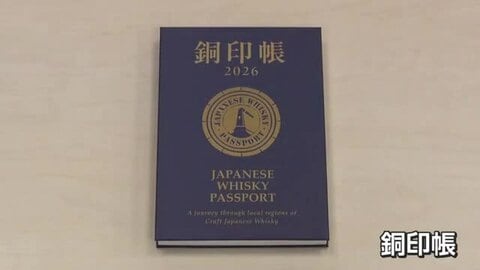 銅印帳
2026
JAPANESE WHISKY
PASSPORT
JAPANESE
WHISKY
PASSPORT
A journey through local regions of
Craft Japanese Whisky
銅印帳